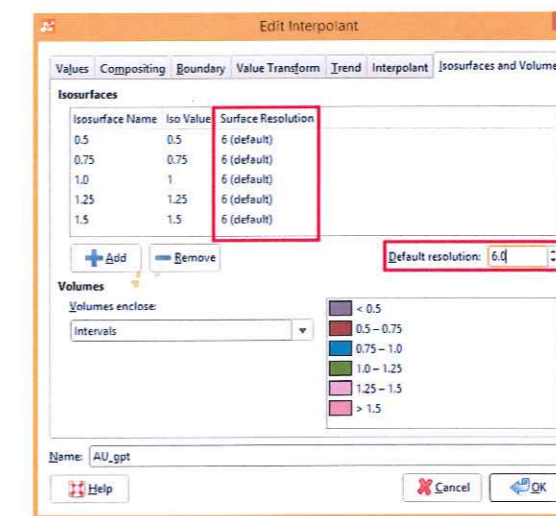 Edit Interpolant
Values Compositing Boundary Value Transform Trend Interpolant Isosurfaces and Volume
Isosurfaces
Isosurface Name Iso Value Surface Resolution
0.5 0.5 6 (default)
0.75 0.75 6 (default)
1.0 1 6 (default)
1.25 1.25 6 (default)
1.5 1.5 6 (default)
Add Remove Default resolution: 6.0
Volumes
Volumes enclose:
Intervals
< 0.5
0.5 – 0.75
0.75 – 1.0
1.0 – 1.25
1.25 – 1.5
> 1.5
Name: AU_gpt
Help Cancel OK